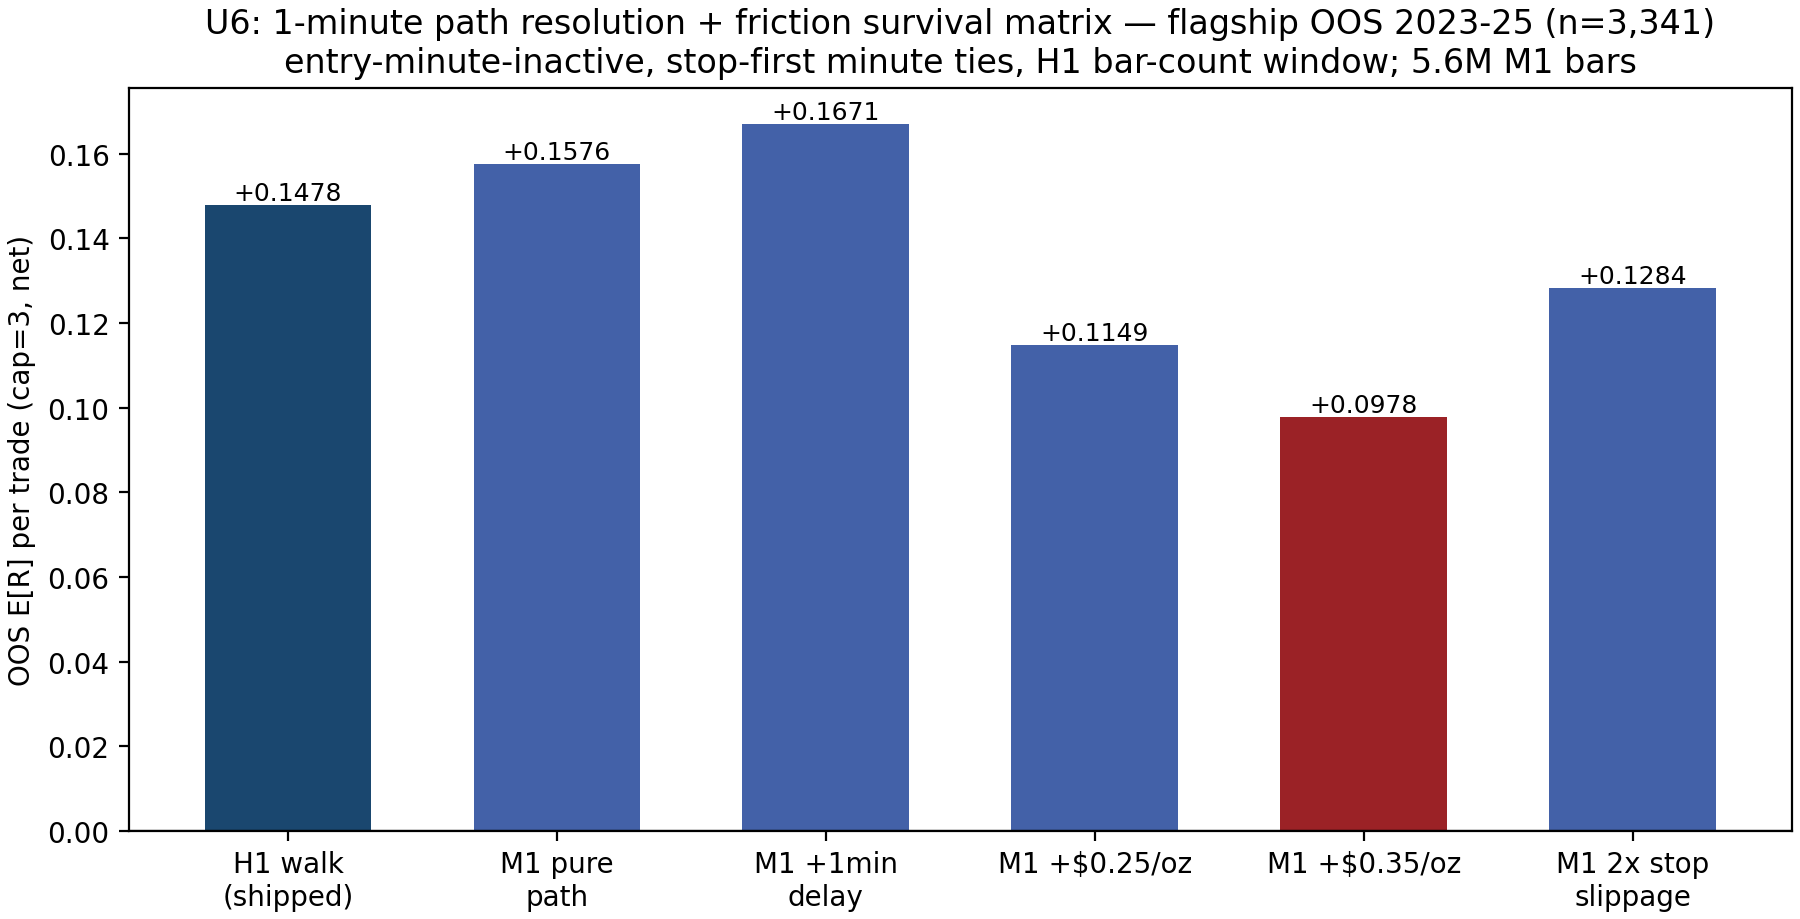 U6: 1-minute path resolution + friction survival matrix — flagship OOS 2023-25 (n=3,341)
entry-minute-inactive, stop-first minute ties, H1 bar-count window; 5.6M M1 bars
OOS E[R] per trade (cap=3, net)
0.16
0.14
0.12
0.10
0.08
0.06
0.04
0.02
0.00
+0.1478
+0.1576
+0.1671
+0.1149
+0.0978
+0.1284
H1 walk
(shipped)
M1 pure
path
M1 +1min
delay
M1 +$0.25/oz
M1 +$0.35/oz
M1 2x stop
slippage